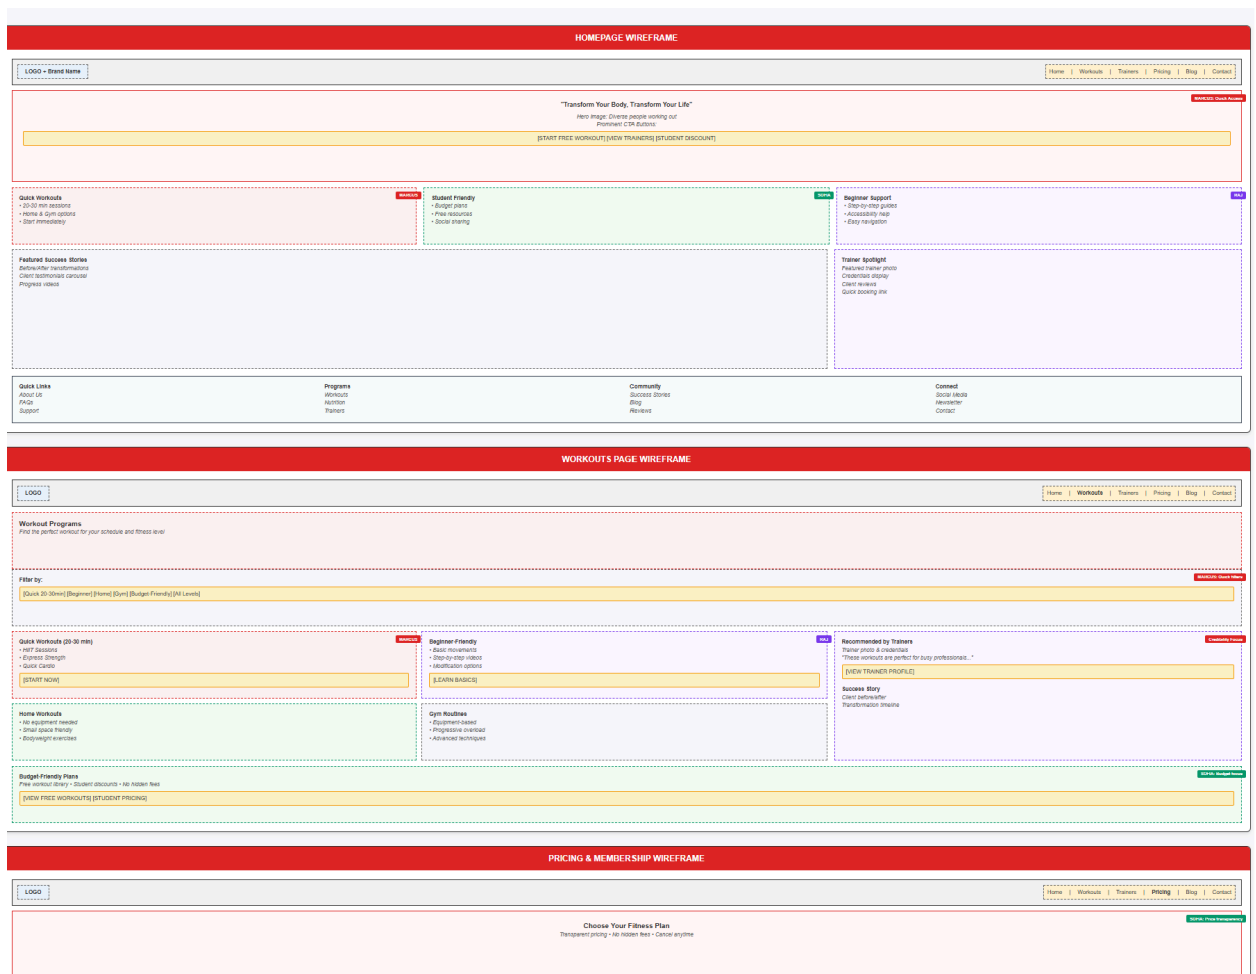 HOMEPAGE WIREFRAME
LOGO + Brand Name
Home | Workouts | Trainers | Pricing | Blog | Contact
MARCUS: Quick Access
"Transform Your Body, Transform Your Life"
Hero Image: Diverse people working out
Prominent CTA Buttons:
[START FREE WORKOUT] [VIEW TRAINERS] [STUDENT DISCOUNT]
MARCUS
Quick Workouts
• 20-30 min sessions
• Home & Gym options
• Start immediately
SOFIA
Student Friendly
• Budget plans
• Free resources
• Social sharing
RAJ
Beginner Support
• Step-by-step guides
• Accessibility help
• Easy navigation
Featured Success Stories
Before/After transformations
Client testimonials carousel
Progress videos
Trainer Spotlight
Featured trainer photo
Credentials display
Client reviews
Quick booking link
Quick Links
About Us
FAQs
Support
Programs
Workouts
Nutrition
Trainers
Community
Success Stories
Blog
Reviews
Connect
Social Media
Newsletter
Contact
WORKOUTS PAGE WIREFRAME
LOGO
Home | Workouts | Trainers | Pricing | Blog | Contact
Workout Programs
Find the perfect workout for your schedule and fitness level
MARCUS: Quick filters
Filter by:
[Quick 20-30min] [Beginner] [Home] [Gym] [Budget-Friendly] [All Levels]
MARCUS
Quick Workouts (20-30 min)
• HIIT Sessions
• Express Strength
• Quick Cardio
[START NOW]
RAJ
Beginner-Friendly
• Basic movements
• Step-by-step videos
• Modification options
[LEARN BASICS]
Credibility Focus
Recommended by Trainers
Trainer photo & credentials
"These workouts are perfect for busy professionals..."
[VIEW TRAINER PROFILE]
Success Story
Client before/after
Transformation timeline
Home Workouts
• No equipment needed
• Small space friendly
• Bodyweight exercises
Gym Routines
• Equipment-based
• Progressive overload
• Advanced techniques
SOFIA: Budget focus
Budget-Friendly Plans
Free workout library • Student discounts • No hidden fees
[VIEW FREE WORKOUTS] [STUDENT PRICING]
PRICING & MEMBERSHIP WIREFRAME
LOGO
Home | Workouts | Trainers | Pricing | Blog | Contact
SOFIA: Price transparency
Choose Your Fitness Plan
Transparent pricing • No hidden fees • Cancel anytime